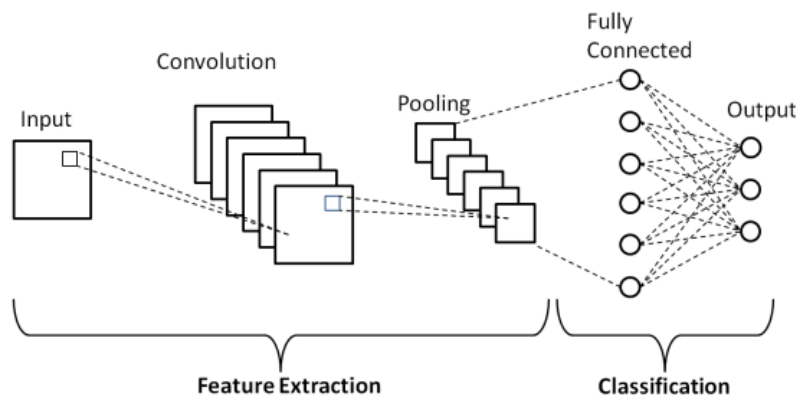 Fully
Connected
Convolution
Pooling
Output
Input
Feature Extraction
Classification